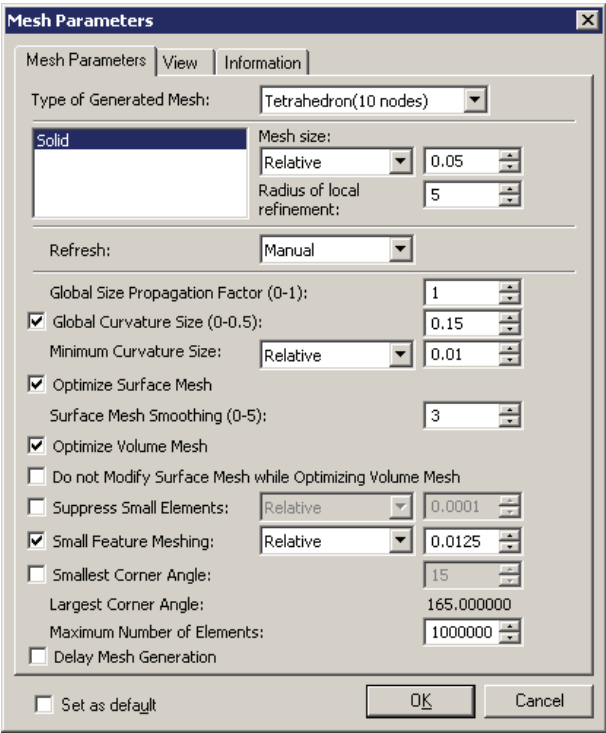 Mesh Parameters
Mesh Parameters View Information
Type of Generated Mesh: Tetrahedron(10 nodes)
Solid
Mesh size:
Relative 0.05
Radius of local
refinement: 5
Refresh: Manual
Global Size Propagation Factor (0-1): 1
Global Curvature Size (0-0.5): 0.15
Minimum Curvature Size: Relative 0.01
Optimize Surface Mesh
Surface Mesh Smoothing (0-5): 3
Optimize Volume Mesh
Do not Modify Surface Mesh while Optimizing Volume Mesh
Suppress Small Elements: Relative 0.0001
Small Feature Meshing: Relative 0.0125
Smallest Corner Angle: 15
Largest Corner Angle: 165.000000
Maximum Number of Elements: 1000000
Delay Mesh Generation
Set as default OK Cancel